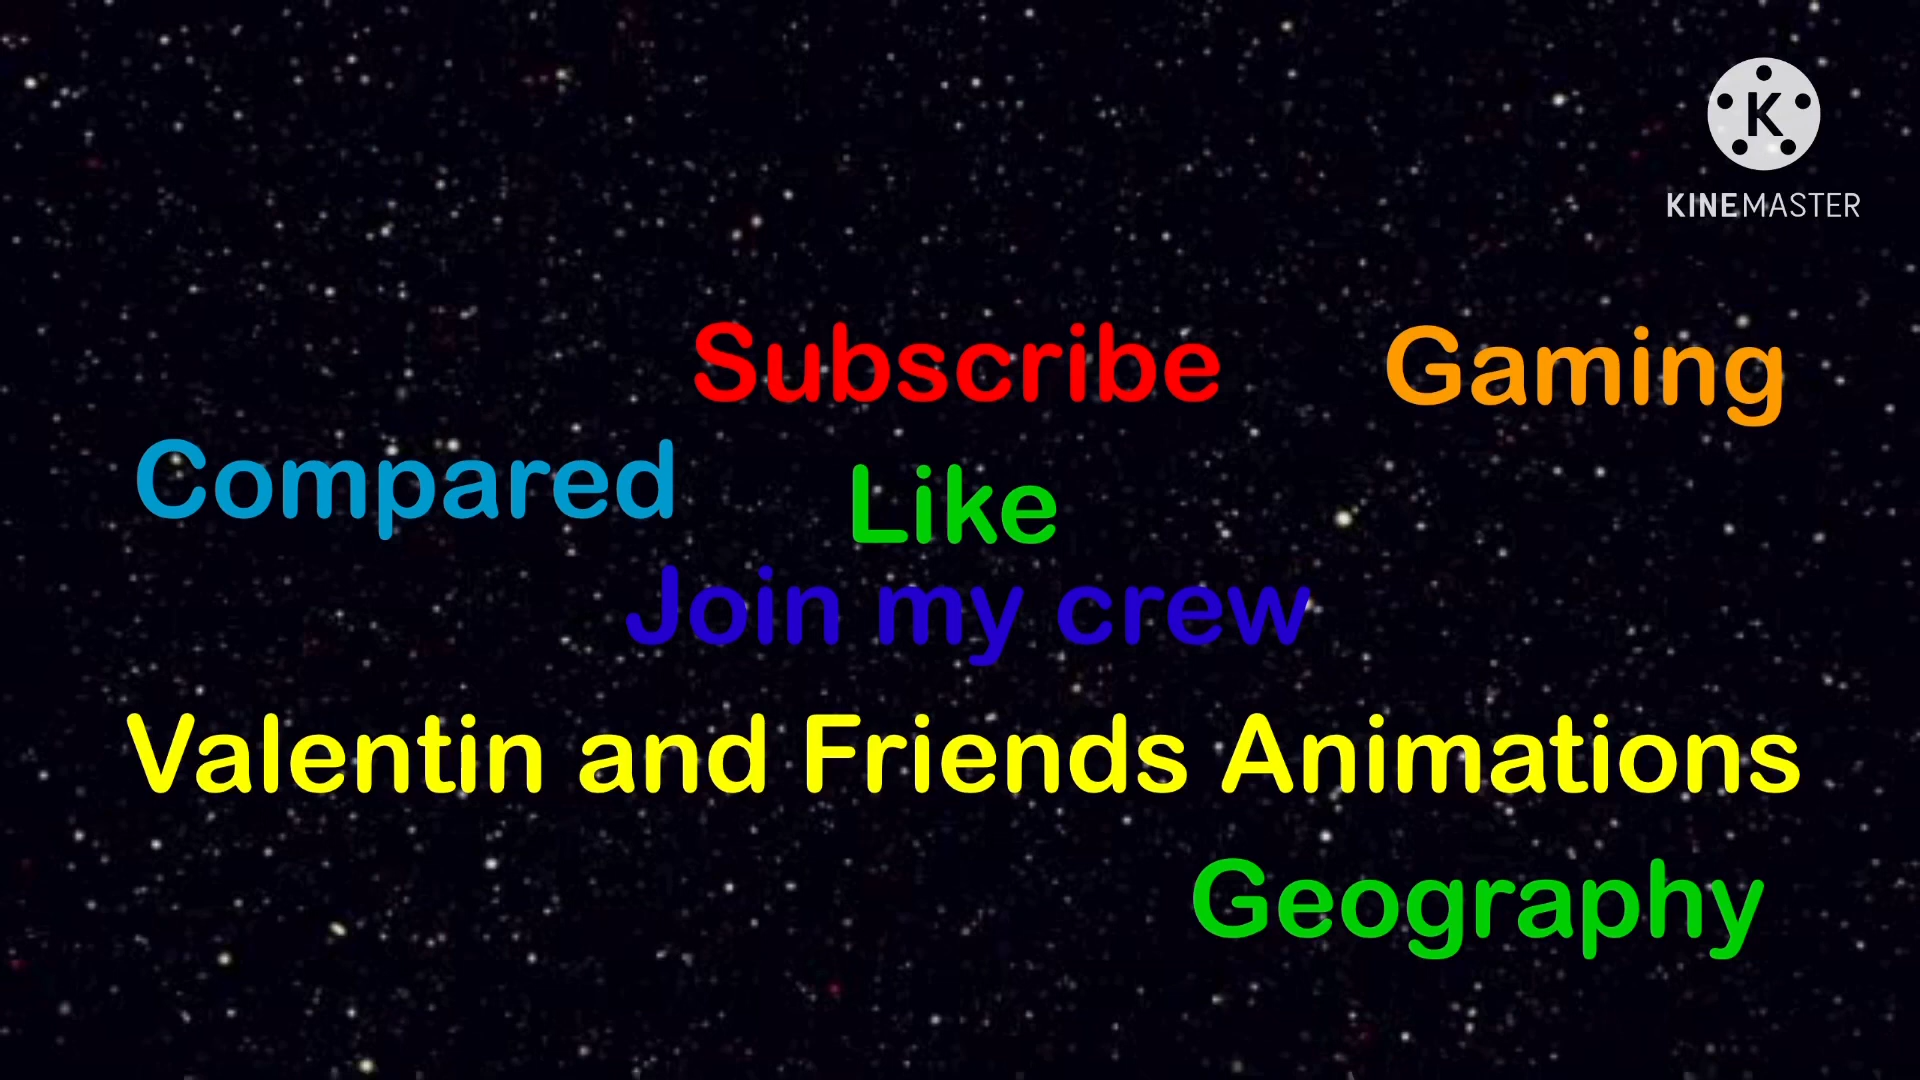 K
KINEMASTER
Subscribe
Gaming
Compared
Like
Join my crew
Valentin and Friends Animations
Geography